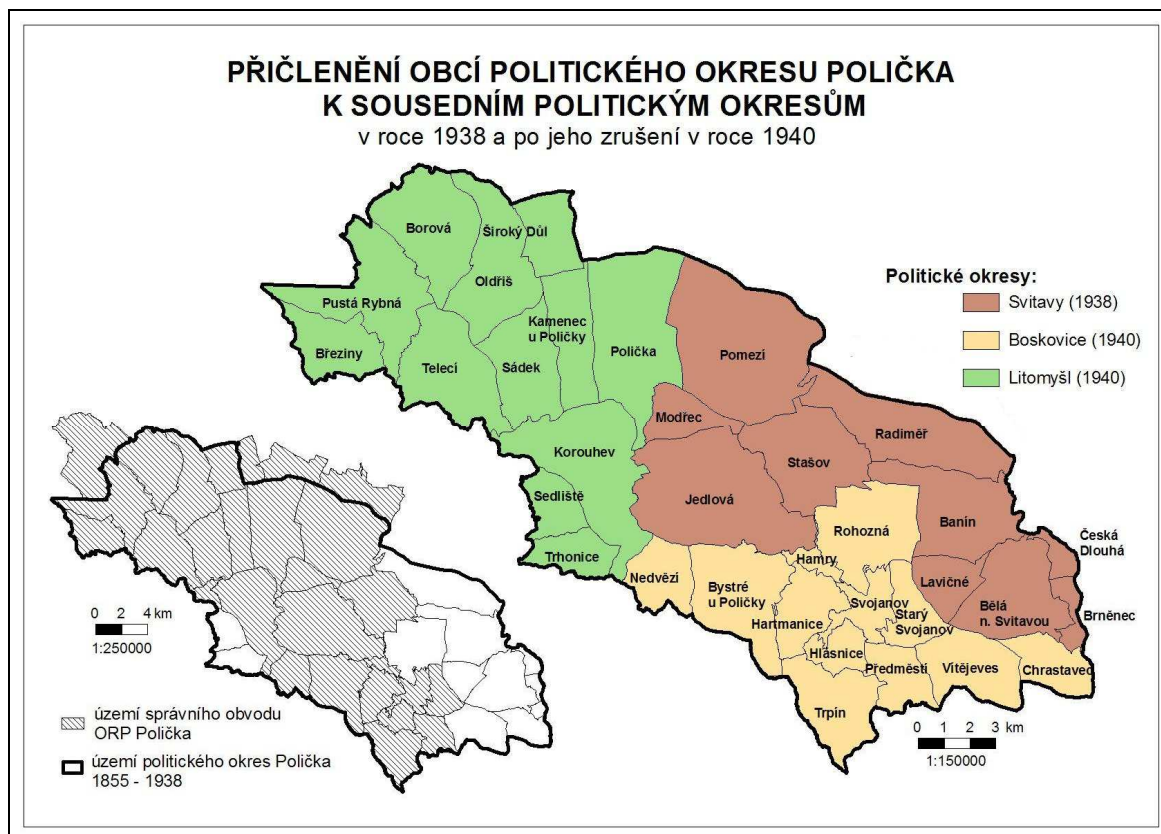 PŘIČLENĚNÍ OBCÍ POLITICKÉHO OKRESU POLIČKA
K SOUSEDNÍM POLITICKÝM OKRESŮM
v roce 1938 a po jeho zrušení v roce 1940
Borová
Široký Důl
Oldřiš
Pustá Rybná
Kamenec
u Poličky
Březiny
Telecí
Sádek
Polička
Pomezí
Politické okresy:
Svitavy (1938)
Boskovice (1940)
Litomyšl (1940)
Modřec
Radiměř
Korouhev
Stašov
Sedliště
Jedlová
Rohozná
Banín
Česká
Dlouhá
Trhonice
Hamry
Nedvězí
Bystré
u Poličky
Lavičné
Svojanov
Bělá
n. Svitavou
Starý
Svojanov
Brněnec
Hartmanice
Hlásnice
Předměstí
Vítějeves
Chrastavec
Trpín
0 2 4 km
1:250000
území správního obvodu
ORP Polička
území politického okres Polička
1855 - 1938
0 1 2 3 km
1:150000